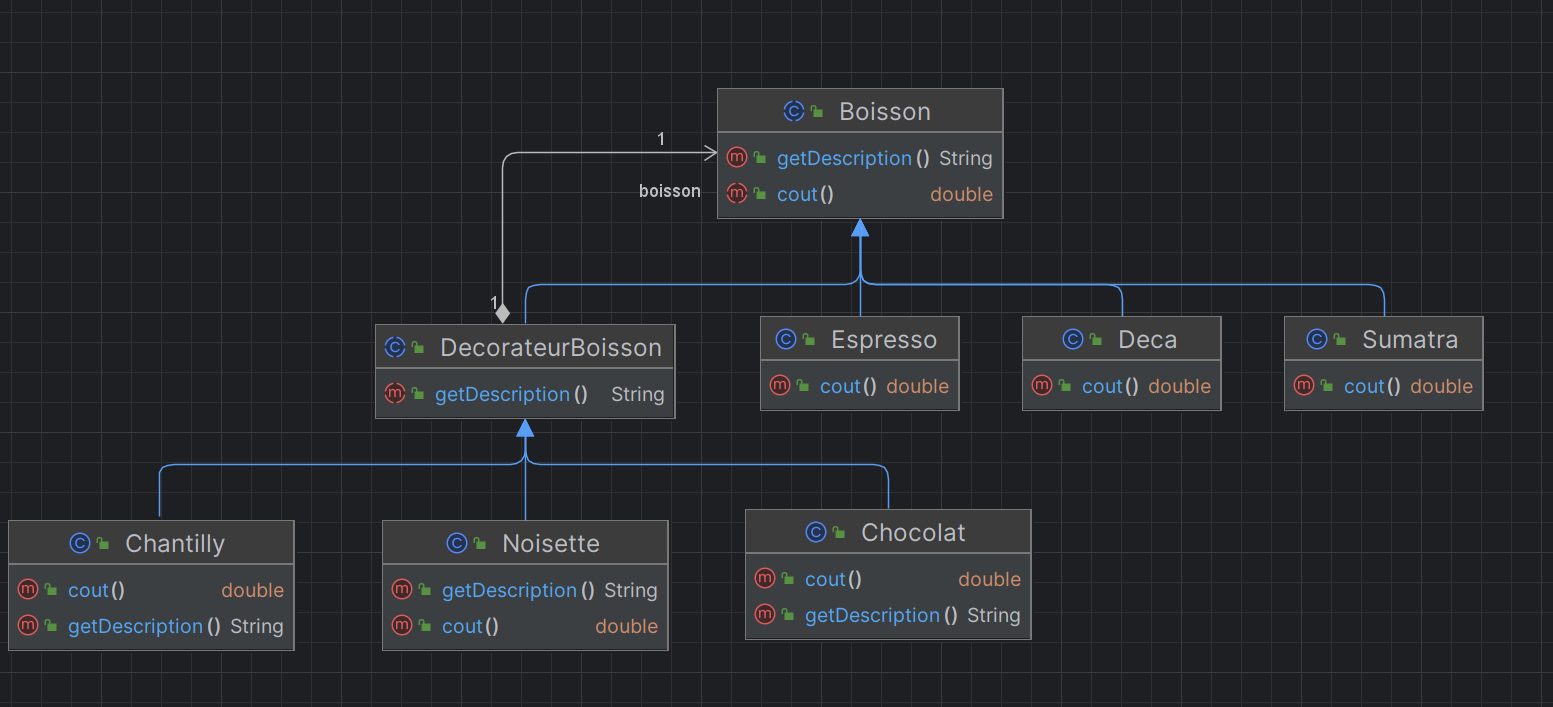 Boisson
getDescription() String
cout() double
1
boisson
1
DecorateurBoisson
getDescription() String
Espresso
cout() double
Deca
cout() double
Sumatra
cout() double
Chantilly
cout() double
getDescription() String
Noisette
getDescription() String
cout() double
Chocolat
cout() double
getDescription() String